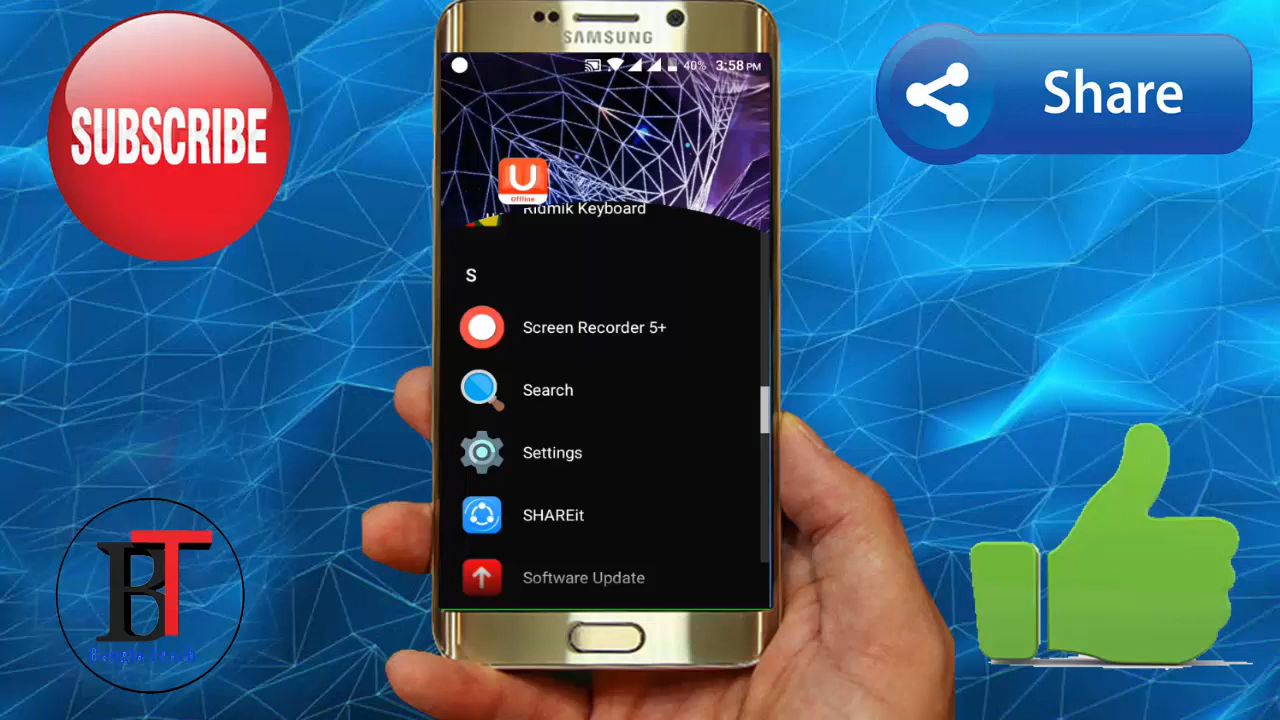 SUBSCRIBE
Share
SAMSUNG
40% 3:58 PM
U
Offline
Ridmik Keyboard
S
Screen Recorder 5+
Search
Settings
SHAREit
Software Update
BT